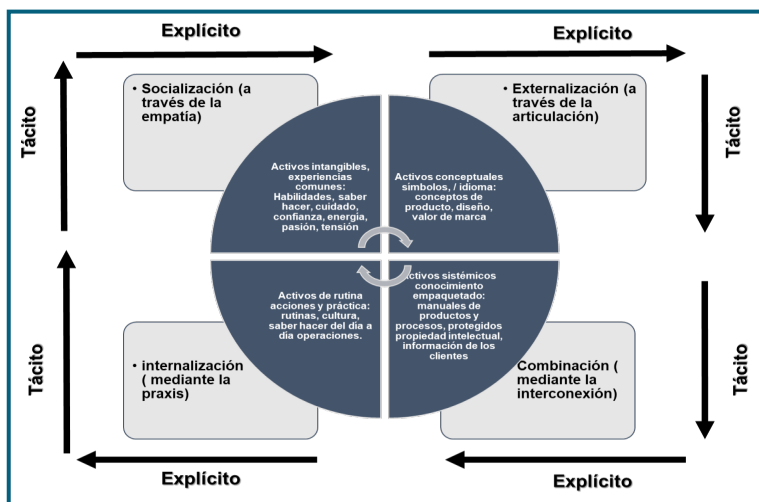 Explícito
Explícito
Tácito
• Socialización (a
través de la
empatía)
• Externalización (a
través de la
articulación)
Tácito
Activos intangibles,
experiencias
comunes:
Habilidades, saber
hacer, cuidado,
confianza, energia,
pasión, tensión
Activos conceptuales
simbolos, / idioma:
conceptos de
producto, diseño,
valor de marca
Tácito
Activos de rutina
acciones y práctica:
rutinas, cultura,
saber hacer del día a
día operaciones.
Activos sistémicos
conocimiento
empaquetado:
manuales de
productos y
procesos, protegidos
propiedad intelectual,
información de los
clientes
Tácito
• internalización
( mediante la
praxis)
Combinación (
mediante la
interconexión)
Explícito
Explícito